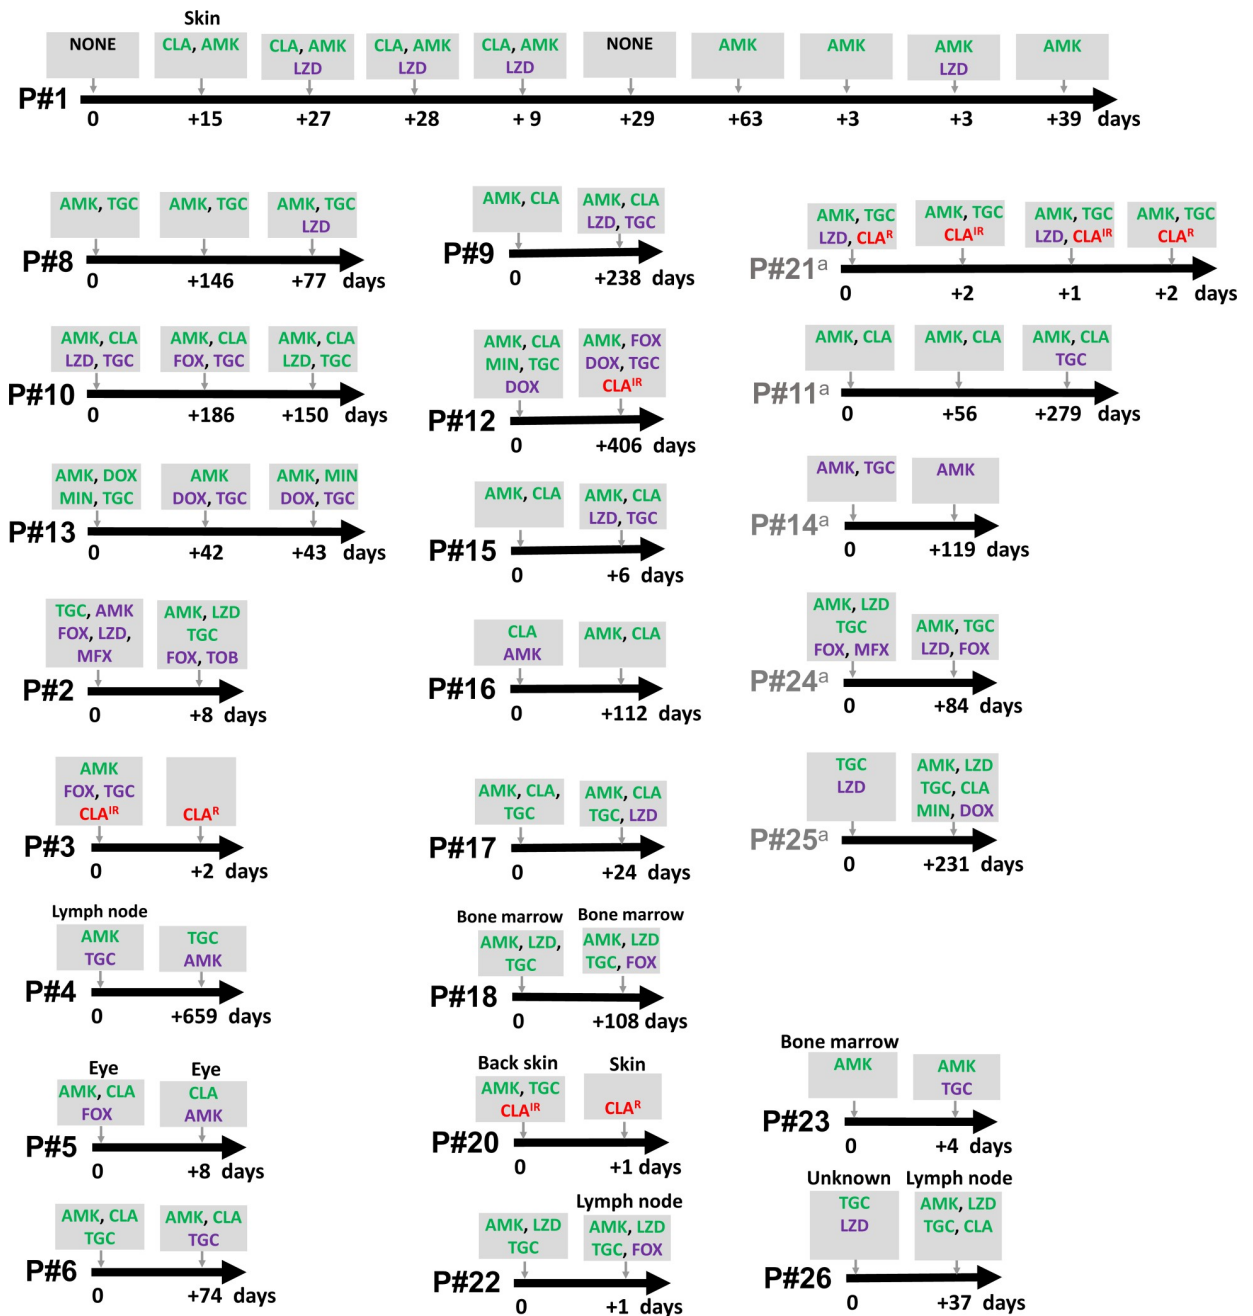 Skin
NONE CLA, AMK CLA, AMK CLA, AMK CLA, AMK NONE AMK AMK AMK AMK
LZD LZD LZD LZD
P#1
0 +15 +27 +28 + 9 +29 +63 +3 +3 +39 days
AMK, TGC AMK, TGC AMK, TGC
LZD
P#8
0 +146 +77 days
AMK, CLA AMK, CLA
LZD, TGC
P#9
0 +238 days
AMK, TGC AMK, TGC AMK, TGC AMK, TGC
LZD, CLAᴿ CLAᴵᴿ LZD, CLAᴵᴿ CLAᴿ
P#21ᵃ
0 +2 +1 +2 days
AMK, CLA AMK, CLA AMK, CLA
LZD, TGC FOX, TGC LZD, TGC
P#10
0 +186 +150 days
AMK, CLA AMK, FOX
MIN, TGC DOX, TGC
DOX CLAᴵᴿ
P#12
0 +406 days
AMK, CLA AMK, CLA AMK, CLA
TGC
P#11ᵃ
0 +56 +279 days
AMK, DOX AMK AMK, MIN
MIN, TGC DOX, TGC DOX, TGC
P#13
0 +42 +43 days
AMK, CLA AMK, CLA
LZD, TGC
P#15
0 +6 days
AMK, TGC AMK
P#14ᵃ
0 +119 days
TGC, AMK AMK, LZD
FOX, LZD, TGC
MFX FOX, TOB
P#2
0 +8 days
CLA AMK, CLA
AMK
P#16
0 +112 days
AMK, LZD
TGC AMK, TGC
FOX, MFX LZD, FOX
P#24ᵃ
0 +84 days
AMK
FOX, TGC
CLAᴵᴿ CLAᴿ
P#3
0 +2 days
AMK, CLA, AMK, CLA
TGC TGC, LZD
P#17
0 +24 days
TGC AMK, LZD
LZD TGC, CLA
MIN, DOX
P#25ᵃ
0 +231 days
Lymph node
AMK TGC
TGC AMK
P#4
0 +659 days
Bone marrow Bone marrow
AMK, LZD, AMK, LZD
TGC TGC, FOX
P#18
0 +108 days
Eye Eye
AMK, CLA CLA
FOX AMK
P#5
0 +8 days
Back skin Skin
AMK, TGC
CLAᴵᴿ CLAᴿ
P#20
0 +1 days
Bone marrow
AMK AMK
TGC
P#23
0 +4 days
AMK, CLA AMK, CLA
TGC TGC
P#6
0 +74 days
Lymph node
AMK, LZD AMK, LZD
TGC TGC, FOX
P#22
0 +1 days
Unknown Lymph node
TGC AMK, LZD
LZD TGC, CLA
P#26
0 +37 days